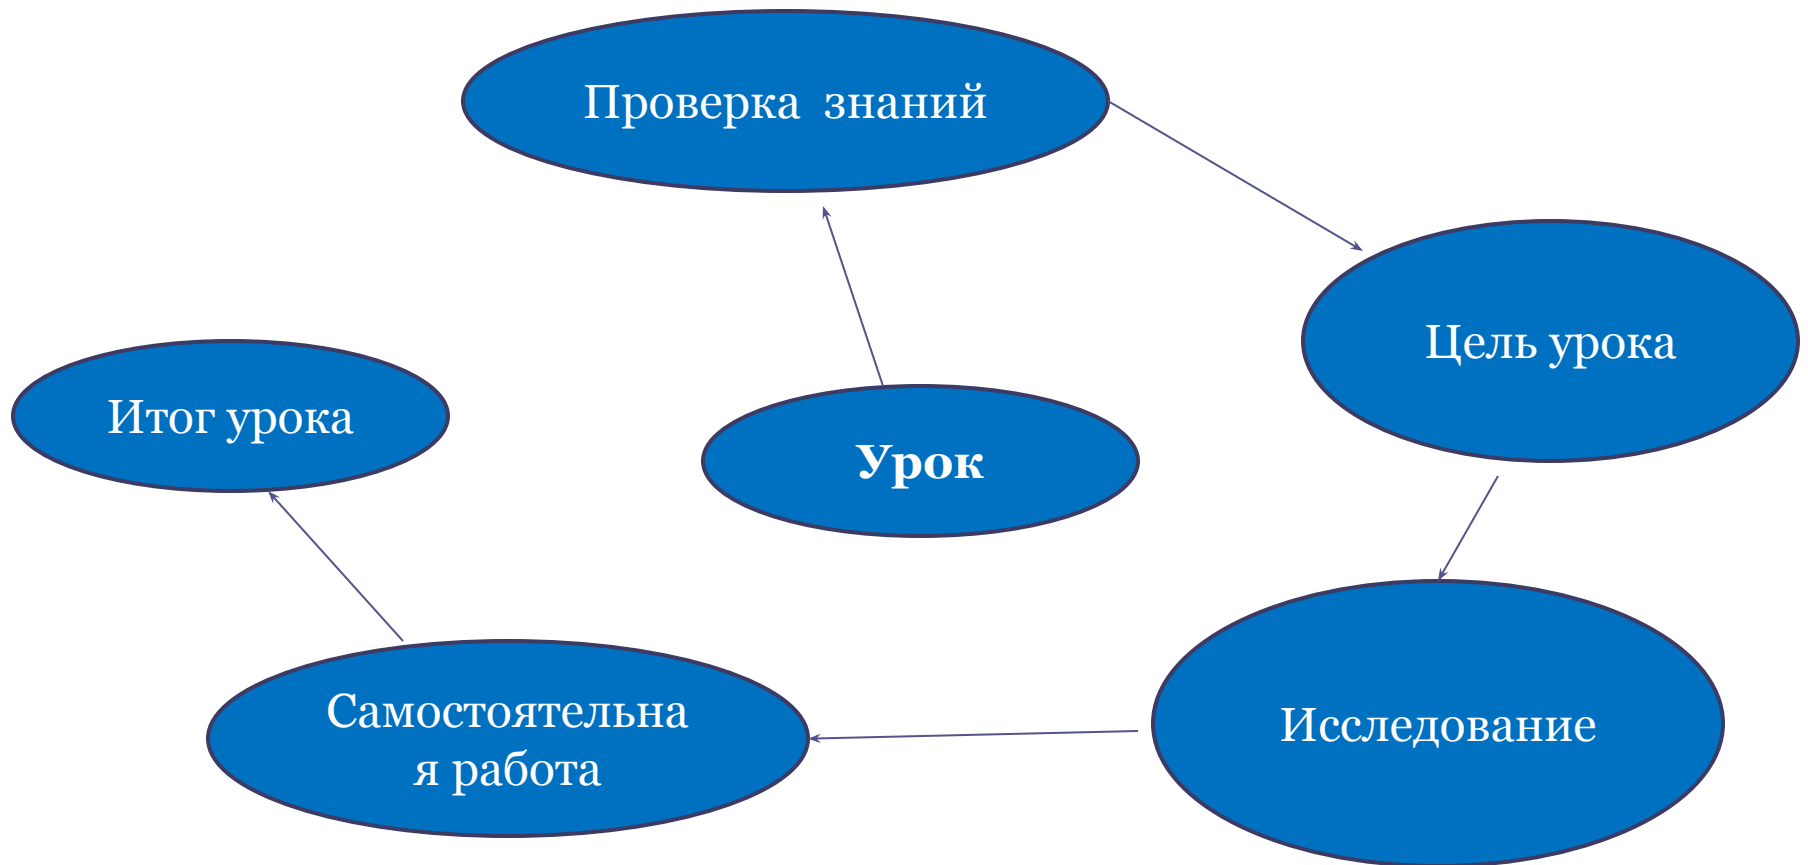 Проверка знаний
Цель урока
Итог урока
Урок
Самостоятельна
я работа
Исследование